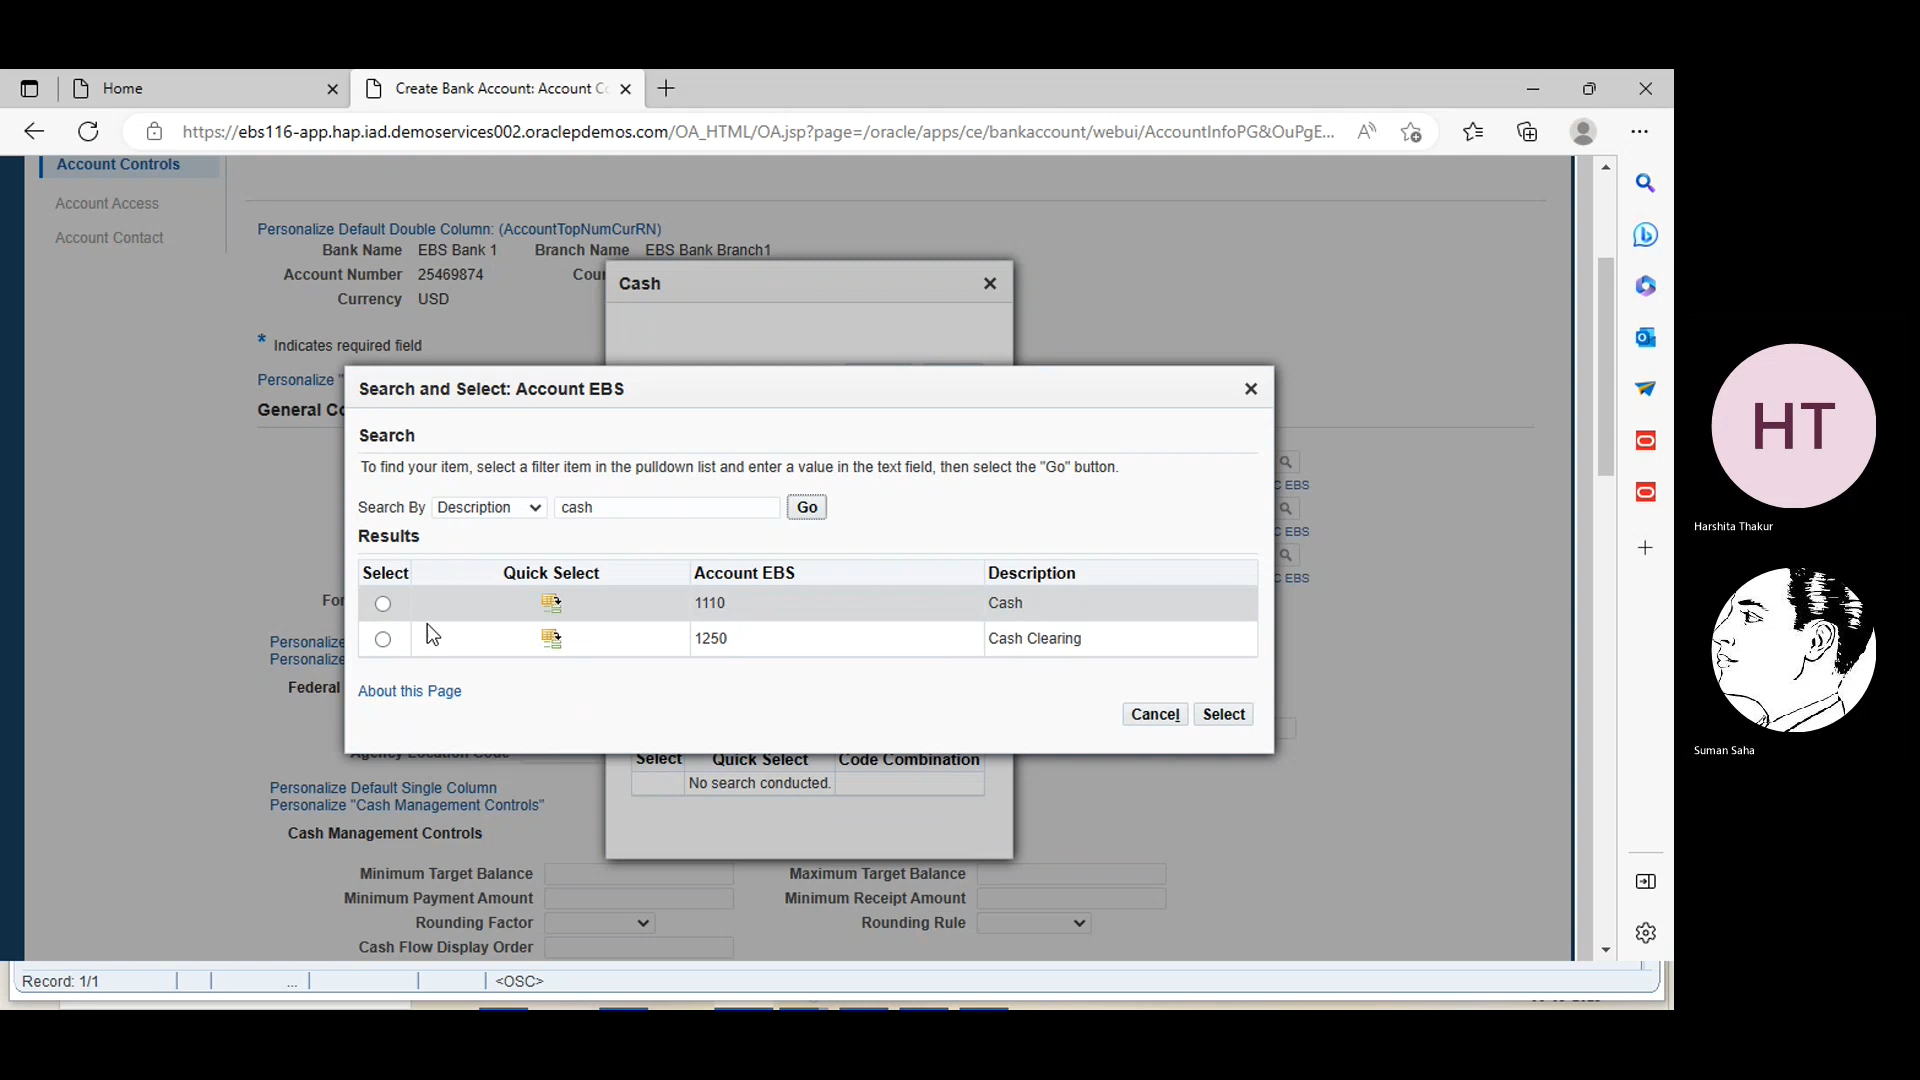 Home
Create Bank Account: Account Co
https://ebs116-app.hap.iad.demoservices002.oraclepdemos.com/OA_HTML/OA.jsp?page=/oracle/apps/ce/bankaccount/webui/AccountInfoPG&OuPgE...
Account Controls
Account Access
Account Contact
Personalize Default Double Column: (AccountTopNumCurRN)
Bank Name EBS Bank 1 Branch Name EBS Bank Branch1
Account Number 25469874 Cou
Currency USD
* Indicates required field
Personalize "
General Co
Cash
Search and Select: Account EBS
Search
To find your item, select a filter item in the pulldown list and enter a value in the text field, then select the "Go" button.
Search By Description cash Go
Results
Select Quick Select Account EBS Description
1110 Cash
1250 Cash Clearing
About this Page
Cancel Select
C EBS
C EBS
C EBS
For
Personalize
Personalize
Federal
Agency Location Code
Select Quick Select Code Combination
No search conducted.
Personalize Default Single Column
Personalize "Cash Management Controls"
Cash Management Controls
Minimum Target Balance Maximum Target Balance
Minimum Payment Amount Minimum Receipt Amount
Rounding Factor Rounding Rule
Cash Flow Display Order
Record: 1/1 ... <OSC>
HT
Harshita Thakur
Suman Saha